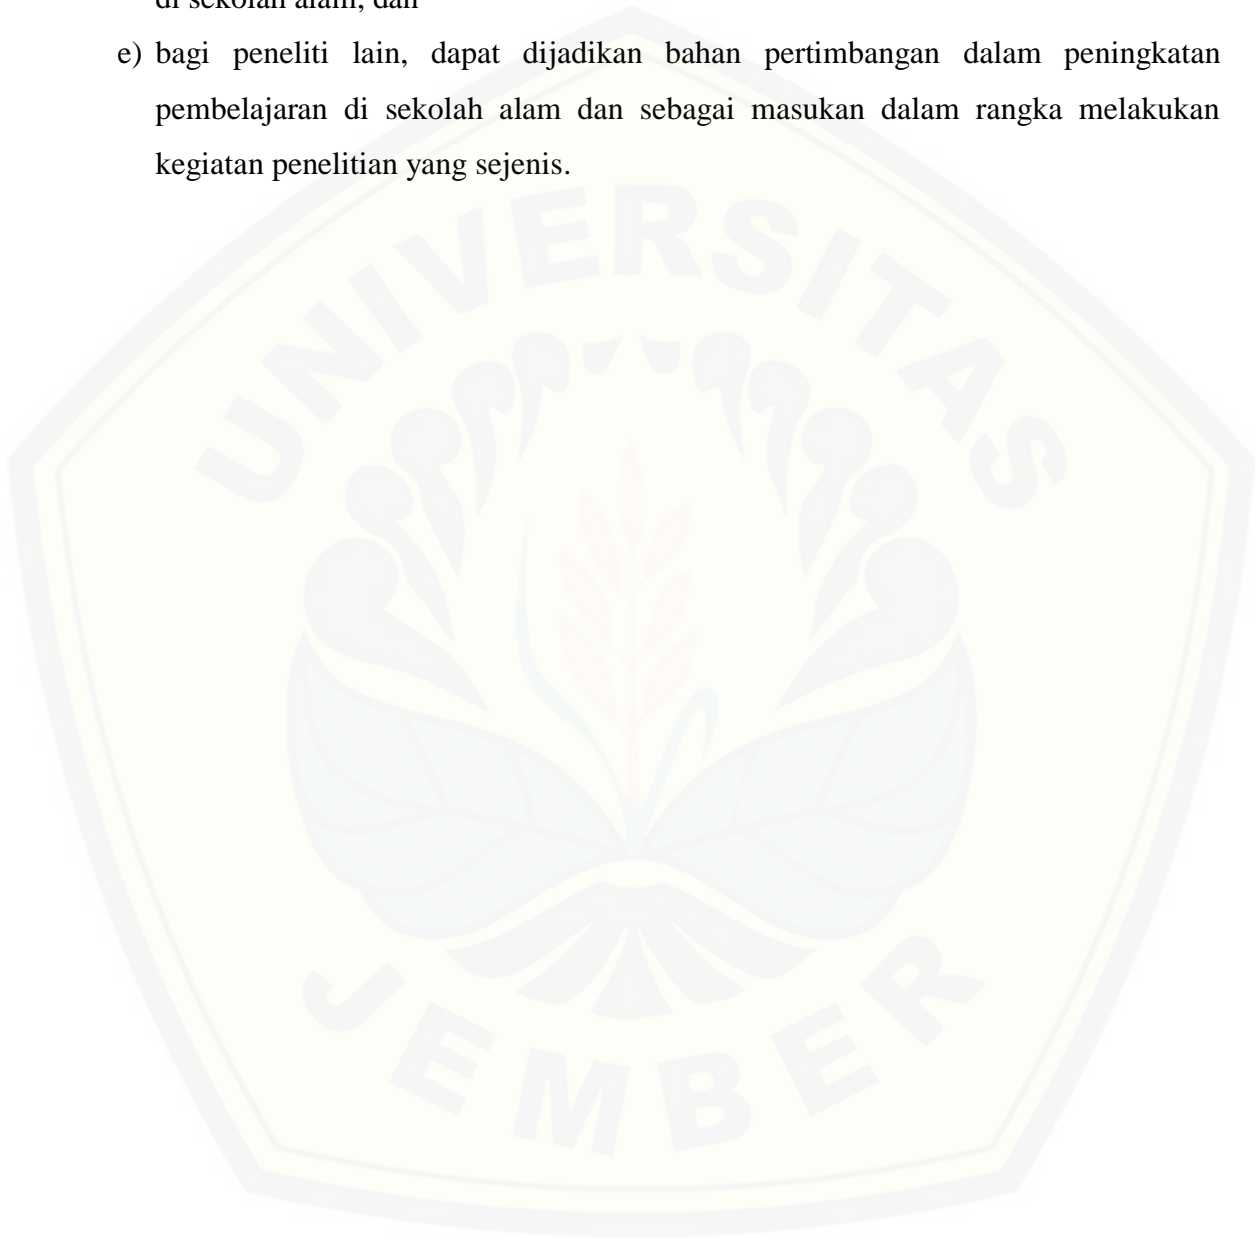 di sekolah alam; dan
e) bagi peneliti lain, dapat dijadikan bahan pertimbangan dalam peningkatan
pembelajaran di sekolah alam dan sebagai masukan dalam rangka melakukan
kegiatan penelitian yang sejenis.
UNIVERSITAS
JEMBER